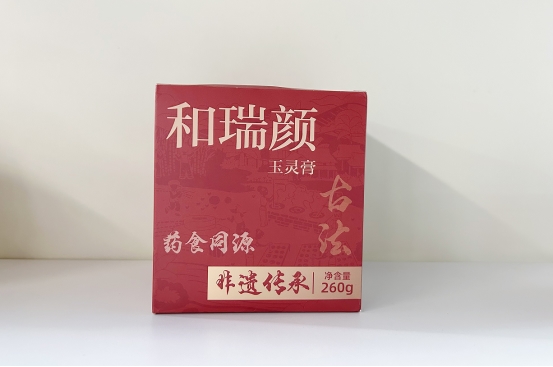 和瑞颜
玉灵膏
古法
药食同源
非遗传承
净含量
260g